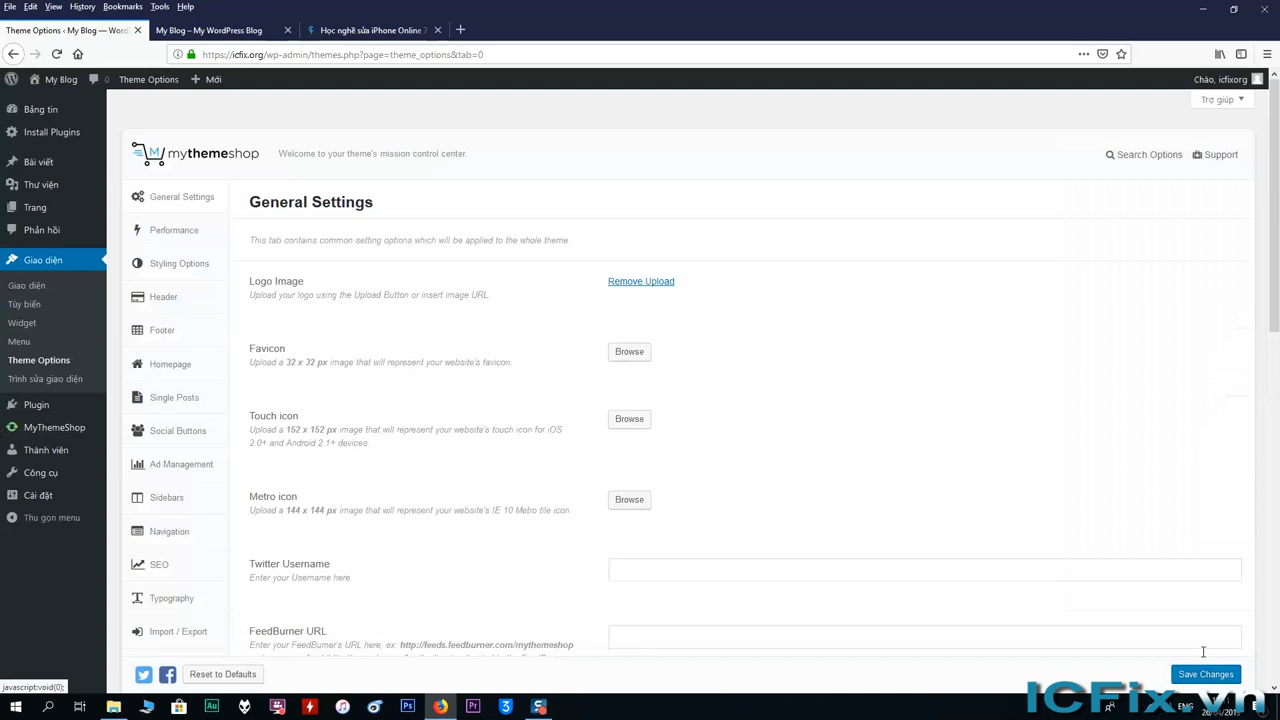 File Edit View History Bookmarks Tools Help
Theme Options ‹ My Blog — Word
My Blog – My WordPress Blog
Học nghề sửa iPhone Online 7
https://icfix.org/wp-admin/themes.php?page=theme_options&tab=0
My Blog 0 Theme Options Mới
Chào, icfixorg
Trợ giúp
Bảng tin
Install Plugins
Bài viết
Thư viện
Trang
Phản hồi
Giao diện
Giao diện
Tùy biến
Widget
Menu
Theme Options
Trình sửa giao diện
Plugin
MyThemeShop
Thành viên
Công cụ
Cài đặt
Thu gọn menu
mythemeshop
Welcome to your theme's mission control center.
Search Options Support
General Settings
Performance
Styling Options
Header
Footer
Homepage
Single Posts
Social Buttons
Ad Management
Sidebars
Navigation
SEO
Typography
Import / Export
General Settings
This tab contains common setting options which will be applied to the whole theme.
Logo Image
Upload your logo using the Upload Button or insert image URL.
Remove Upload
Favicon
Upload a 32 x 32 px image that will represent your website's favicon.
Browse
Touch icon
Upload a 152 x 152 px image that will represent your website's touch icon for iOS
2.0+ and Android 2.1+ devices.
Browse
Metro icon
Upload a 144 x 144 px image that will represent your website's IE 10 Metro tile icon.
Browse
Twitter Username
Enter your Username here
FeedBurner URL
Enter your FeedBurner's URL here, ex: http://feeds.feedburner.com/mythemeshop
Reset to Defaults
Save Changes
javascript:void(0);
ENG
ICFix.vn